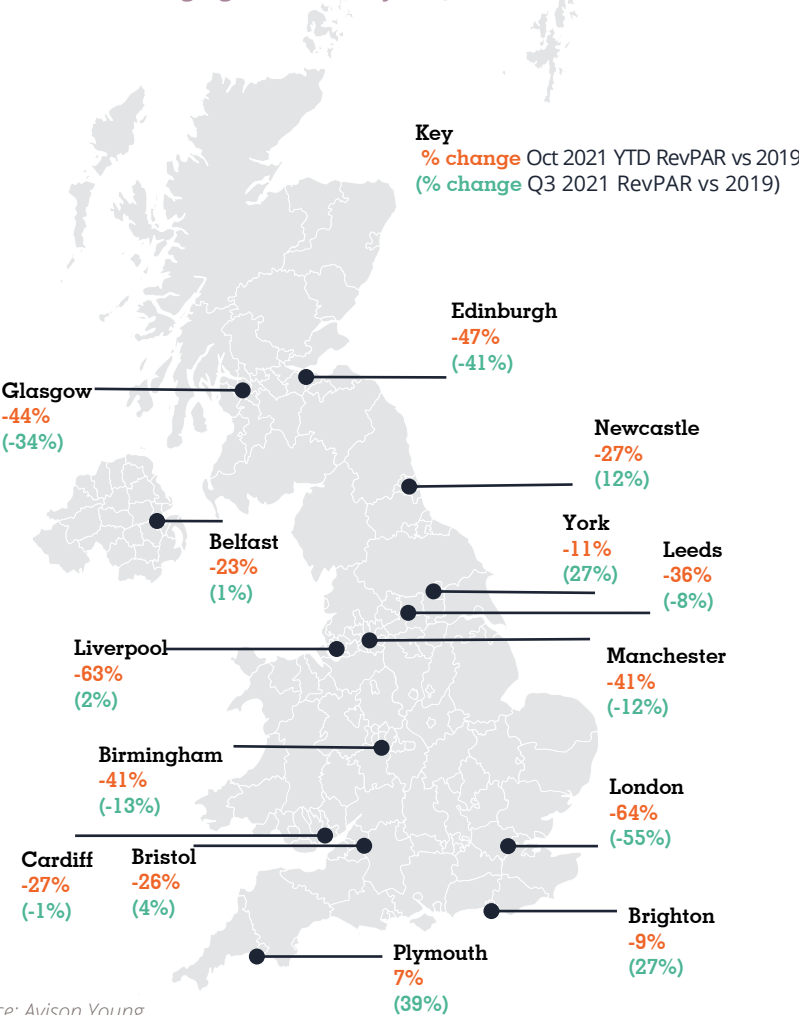 Key
% change Oct 2021 YTD RevPAR vs 2019
(% change Q3 2021 RevPAR vs 2019)
Edinburgh
-47%
(-41%)
Glasgow
-44%
(-34%)
Newcastle
-27%
(12%)
York
-11%
(27%)
Leeds
-36%
(-8%)
Belfast
-23%
(1%)
Liverpool
-63%
(2%)
Manchester
-41%
(-12%)
Birmingham
-41%
(-13%)
London
-64%
(-55%)
Cardiff
-27%
(-1%)
Bristol
-26%
(4%)
Brighton
-9%
(27%)
Plymouth
7%
(39%)
Avison Young